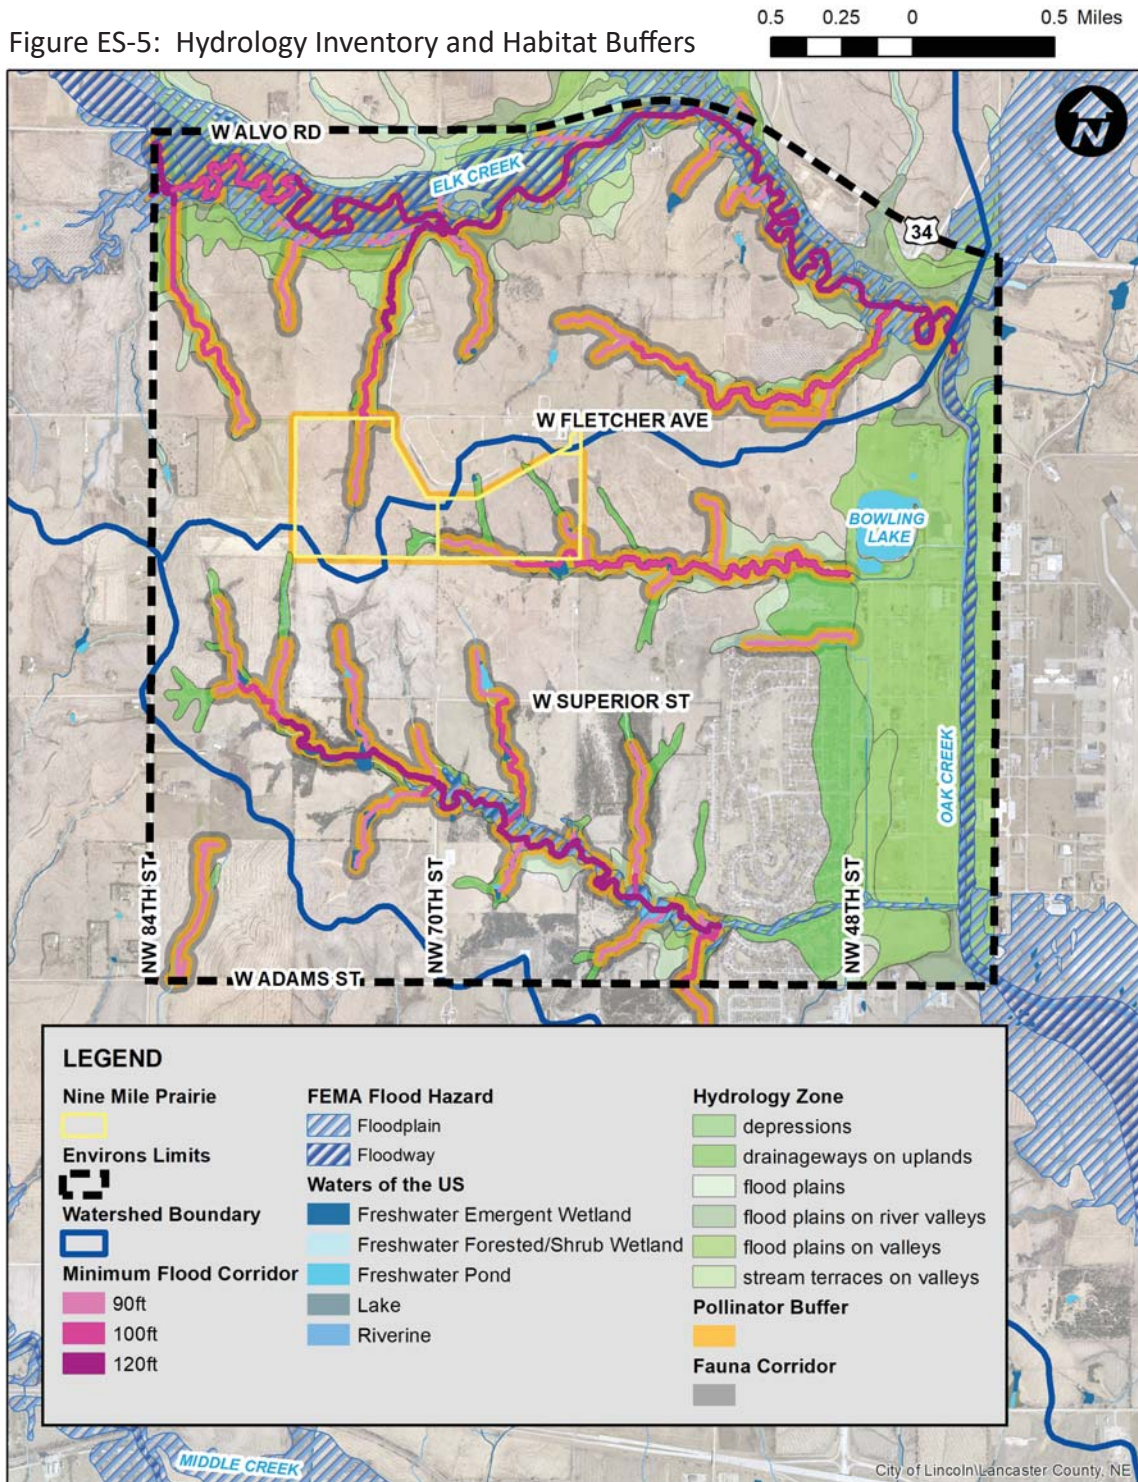 0.5 0.25 0 0.5 Miles
Figure ES-5: Hydrology Inventory and Habitat Buffers
N
W ALVO RD
ELK CREEK
34
W FLETCHER AVE
BOWLING
LAKE
W SUPERIOR ST
OAK CREEK
NW 84TH ST
NW 70TH ST
NW 48TH ST
W ADAMS ST
LEGEND
Nine Mile Prairie
Environs Limits
Watershed Boundary
Minimum Flood Corridor
90ft
100ft
120ft
FEMA Flood Hazard
Floodplain
Floodway
Waters of the US
Freshwater Emergent Wetland
Freshwater Forested/Shrub Wetland
Freshwater Pond
Lake
Riverine
Hydrology Zone
depressions
drainageways on uplands
flood plains
flood plains on river valleys
flood plains on valleys
stream terraces on valleys
Pollinator Buffer
Fauna Corridor
MIDDLE CREEK
City of Lincoln\Lancaster County, NE